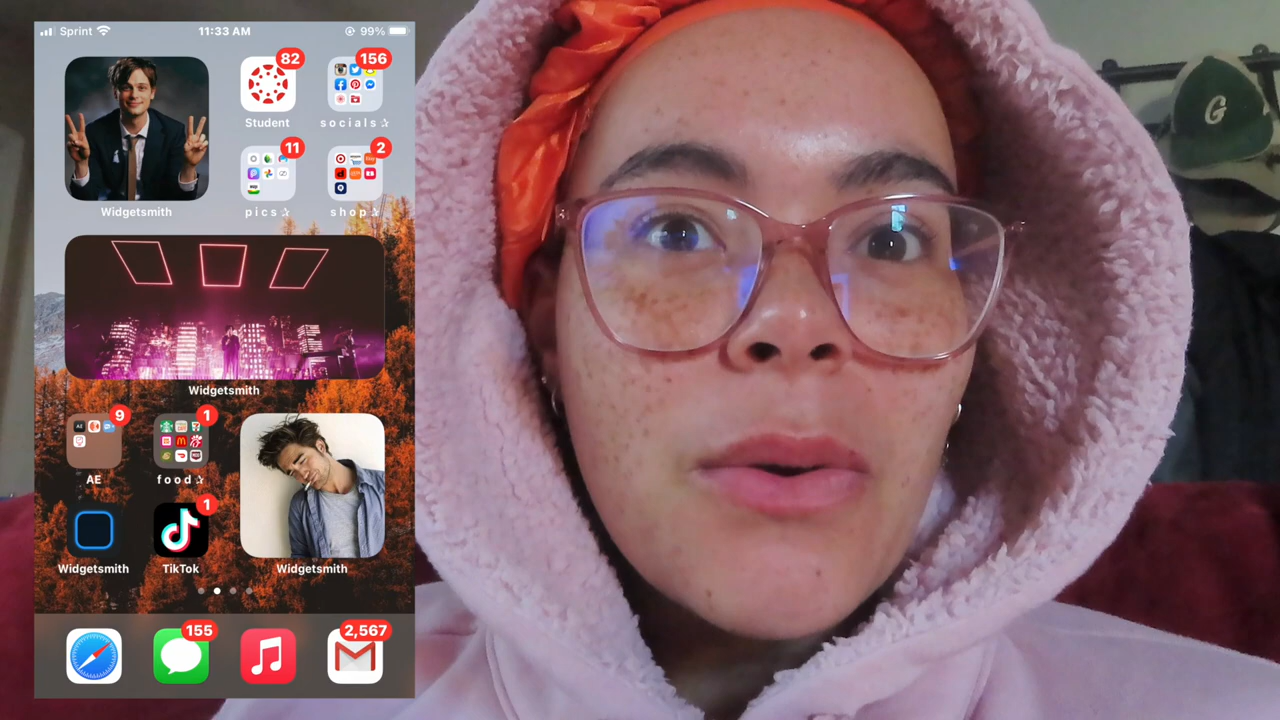 Sprint 11:33 AM 99%
82 156
Student socials☆
11 2
Widgetsmith pics☆ shop☆
Widgetsmith
9 1
AE food☆
1
Widgetsmith TikTok Widgetsmith
155 2,567
G